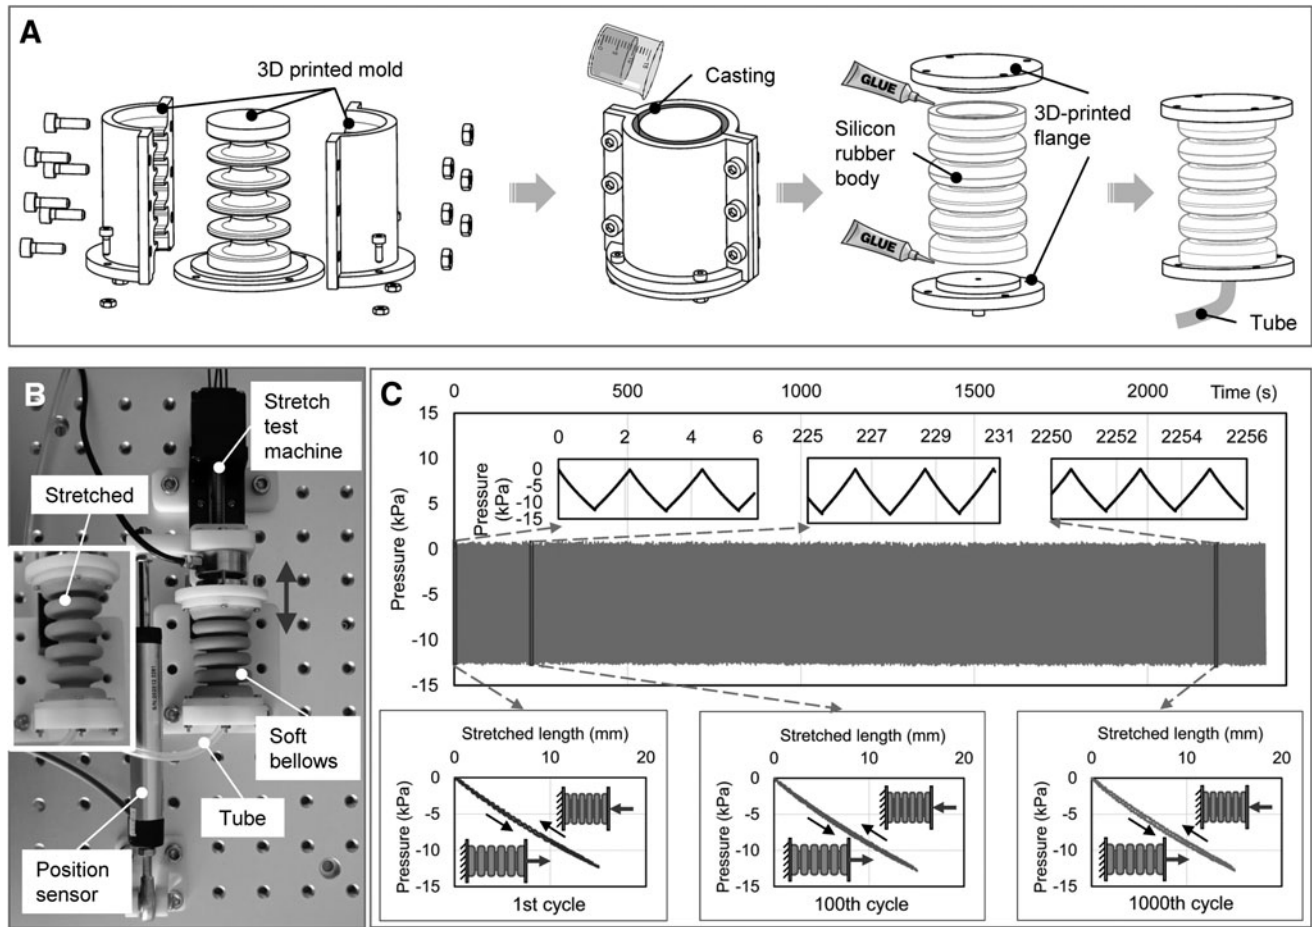 A
3D printed mold
Casting
GLUE
Silicon
rubber
body
GLUE
3D-printed
flange
Tube
B
Stretch
test
machine
Stretched
Soft
bellows
Tube
Position
sensor
C
0 500 1000 1500 2000 Time (s)
Pressure (kPa)
15
10
5
0
-5
-10
-15
0 2 4 6
225 227 229 231
2250 2252 2254 2256
Pressure
(kPa)
0
-5
-10
-15
Stretched length (mm)
0 10 20
Pressure (kPa)
0
-5
-10
-15
1st cycle
Stretched length (mm)
0 10 20
Pressure (kPa)
0
-5
-10
-15
100th cycle
Stretched length (mm)
0 10 20
Pressure (kPa)
0
-5
-10
-15
1000th cycle